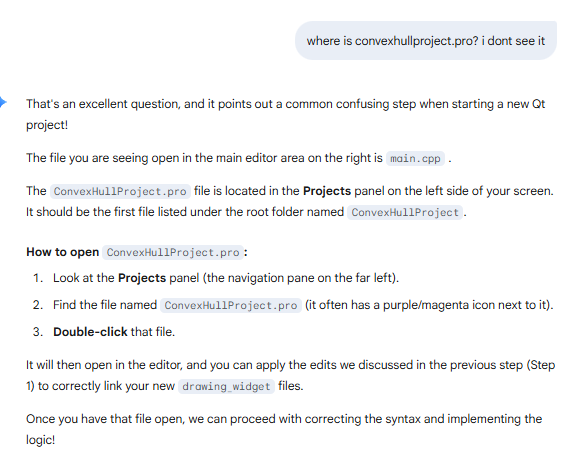 where is convexhullproject.pro? i dont see it
That's an excellent question, and it points out a common confusing step when starting a new Qt
project!
The file you are seeing open in the main editor area on the right is main.cpp .
The ConvexHullProject.pro file is located in the Projects panel on the left side of your screen.
It should be the first file listed under the root folder named ConvexHullProject .
How to open ConvexHullProject.pro :
1. Look at the Projects panel (the navigation pane on the far left).
2. Find the file named ConvexHullProject.pro (it often has a purple/magenta icon next to it).
3. Double-click that file.
It will then open in the editor, and you can apply the edits we discussed in the previous step (Step
1) to correctly link your new drawing_widget files.
Once you have that file open, we can proceed with correcting the syntax and implementing the
logic!